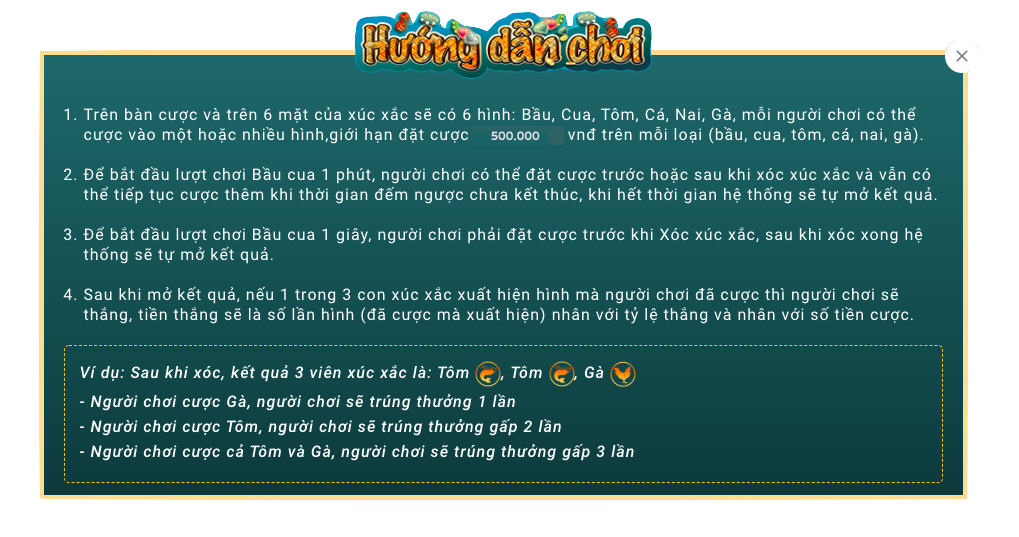 Hướng dẫn chơi
1. Trên bàn cược và trên 6 mặt của xúc xắc sẽ có 6 hình: Bầu, Cua, Tôm, Cá, Nai, Gà, mỗi người chơi có thể
cược vào một hoặc nhiều hình,giới hạn đặt cược 500.000 vnđ trên mỗi loại (bầu, cua, tôm, cá, nai, gà).
2. Để bắt đầu lượt chơi Bầu cua 1 phút, người chơi có thể đặt cược trước hoặc sau khi xóc xúc xắc và vẫn có
thể tiếp tục cược thêm khi thời gian đếm ngược chưa kết thúc, khi hết thời gian hệ thống sẽ tự mở kết quả.
3. Để bắt đầu lượt chơi Bầu cua 1 giây, người chơi phải đặt cược trước khi Xóc xúc xắc, sau khi xóc xong hệ
thống sẽ tự mở kết quả.
4. Sau khi mở kết quả, nếu 1 trong 3 con xúc xắc xuất hiện hình mà người chơi đã cược thì người chơi sẽ
thắng, tiền thắng sẽ là số lần hình (đã cược mà xuất hiện) nhân với tỷ lệ thắng và nhân với số tiền cược.
Ví dụ: Sau khi xóc, kết quả 3 viên xúc xắc là: Tôm , Tôm , Gà
- Người chơi cược Gà, người chơi sẽ trúng thưởng 1 lần
- Người chơi cược Tôm, người chơi sẽ trúng thưởng gấp 2 lần
- Người chơi cược cả Tôm và Gà, người chơi sẽ trúng thưởng gấp 3 lần